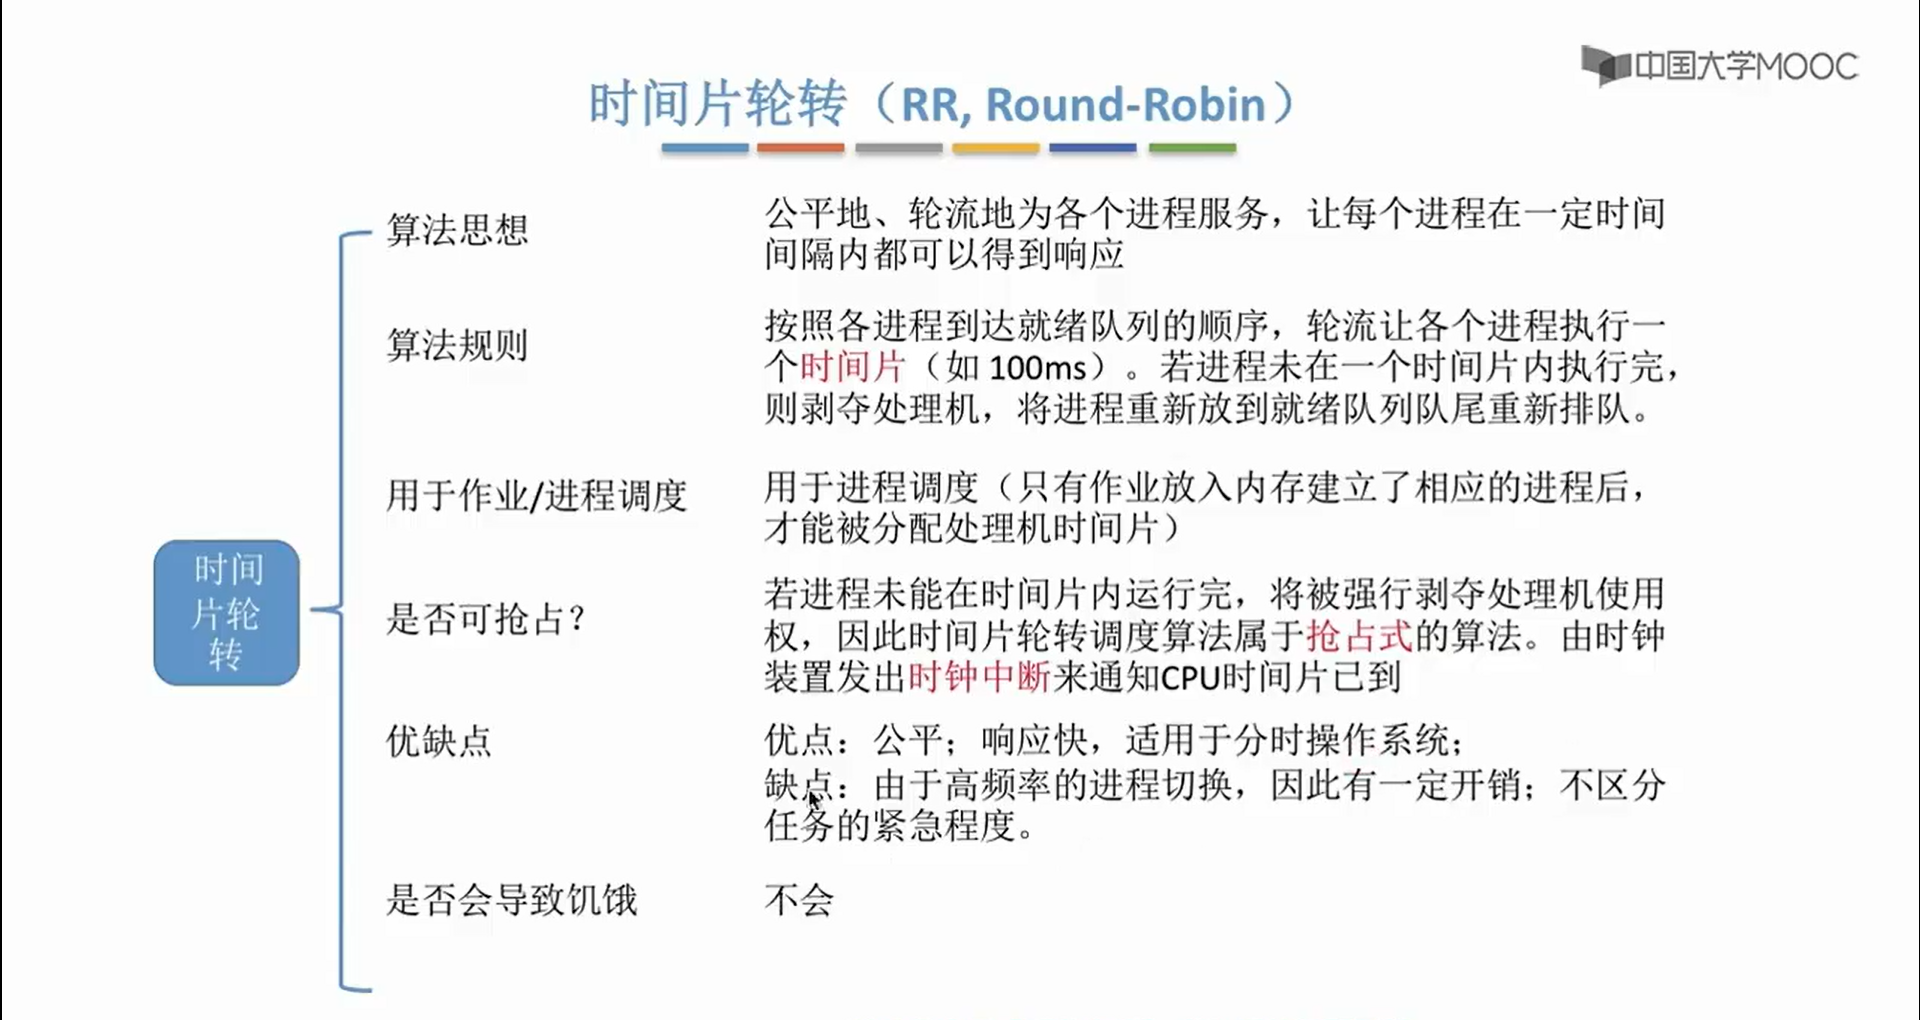 中国大学MOOC
时间片轮转（RR, Round-Robin）
算法思想
公平地、轮流地为各个进程服务，让每个进程在一定时间
间隔内都可以得到响应
算法规则
按照各进程到达就绪队列的顺序，轮流让各个进程执行一
个时间片（如 100ms）。若进程未在一个时间片内执行完，
则剥夺处理机，将进程重新放到就绪队列队尾重新排队。
用于作业/进程调度
用于进程调度（只有作业放入内存建立了相应的进程后，
才能被分配处理机时间片）
时间
片轮
转
是否可抢占？
若进程未能在时间片内运行完，将被强行剥夺处理机使用
权，因此时间片轮转调度算法属于抢占式的算法。由时钟
装置发出时钟中断来通知CPU时间片已到
优缺点
优点：公平；响应快，适用于分时操作系统；
缺点：由于高频率的进程切换，因此有一定开销；不区分
任务的紧急程度。
是否会导致饥饿
不会